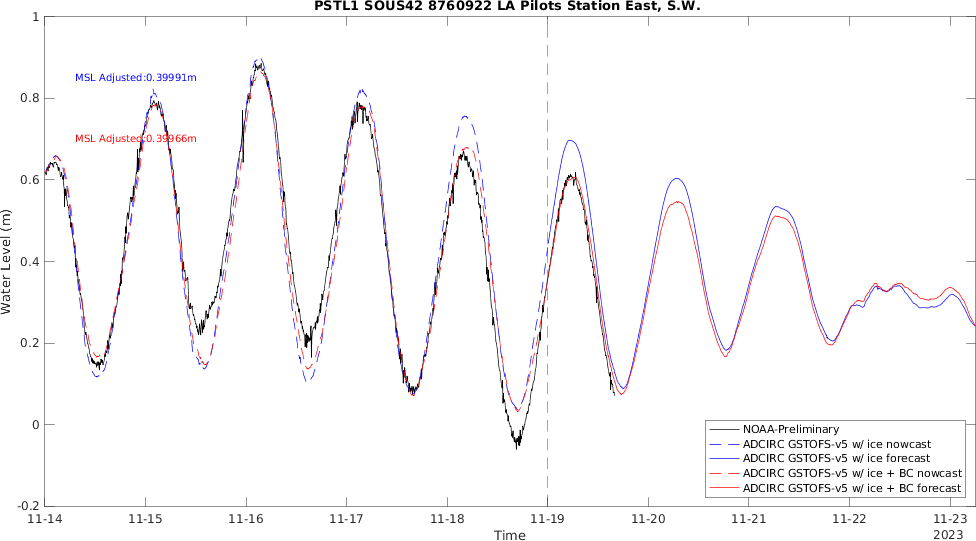 PSTL1 SOUS42 8760922 LA Pilots Station East, S.W.
1
0.8
0.6
0.4
0.2
0
-0.2
Water Level (m)
MSL Adjusted:0.39991m
MSL Adjusted:0.39966m
NOAA-Preliminary
ADCIRC GSTOFS-v5 w/ ice nowcast
ADCIRC GSTOFS-v5 w/ ice forecast
ADCIRC GSTOFS-v5 w/ ice + BC nowcast
ADCIRC GSTOFS-v5 w/ ice + BC forecast
11-14 11-15 11-16 11-17 11-18 11-19 11-20 11-21 11-22 11-23
Time
2023